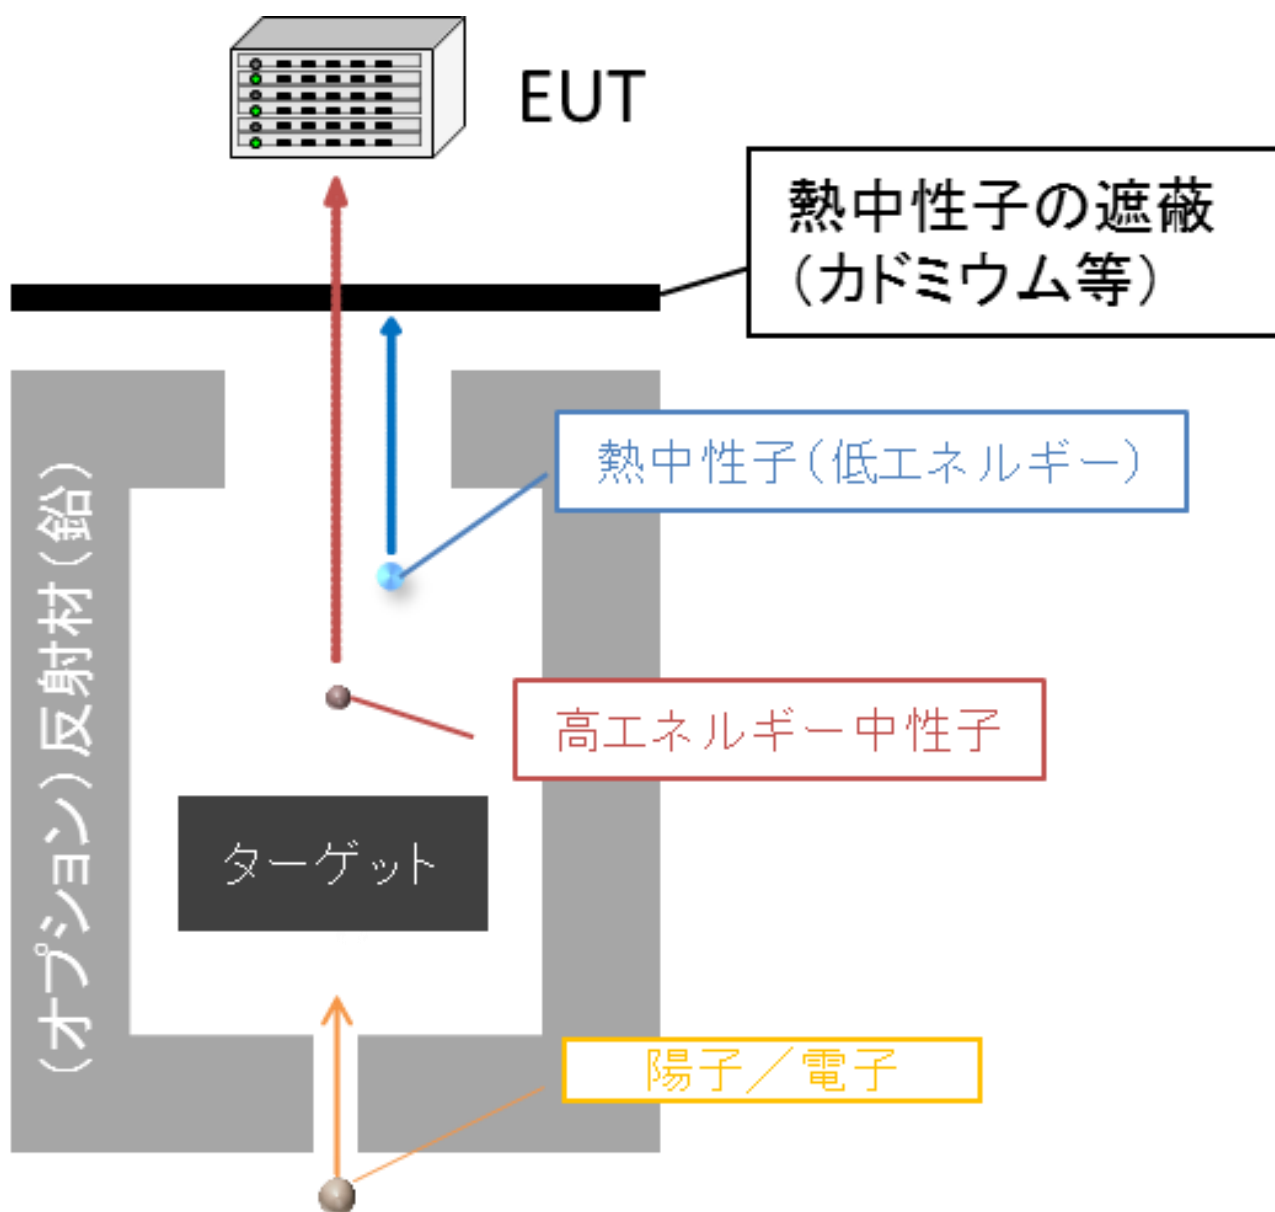 EUT
熱中性子の遮蔽
(カドミウム等)
熱中性子(低エネルギー)
(オプション)反射材(鉛)
高エネルギー中性子
ターゲット
陽子／電子